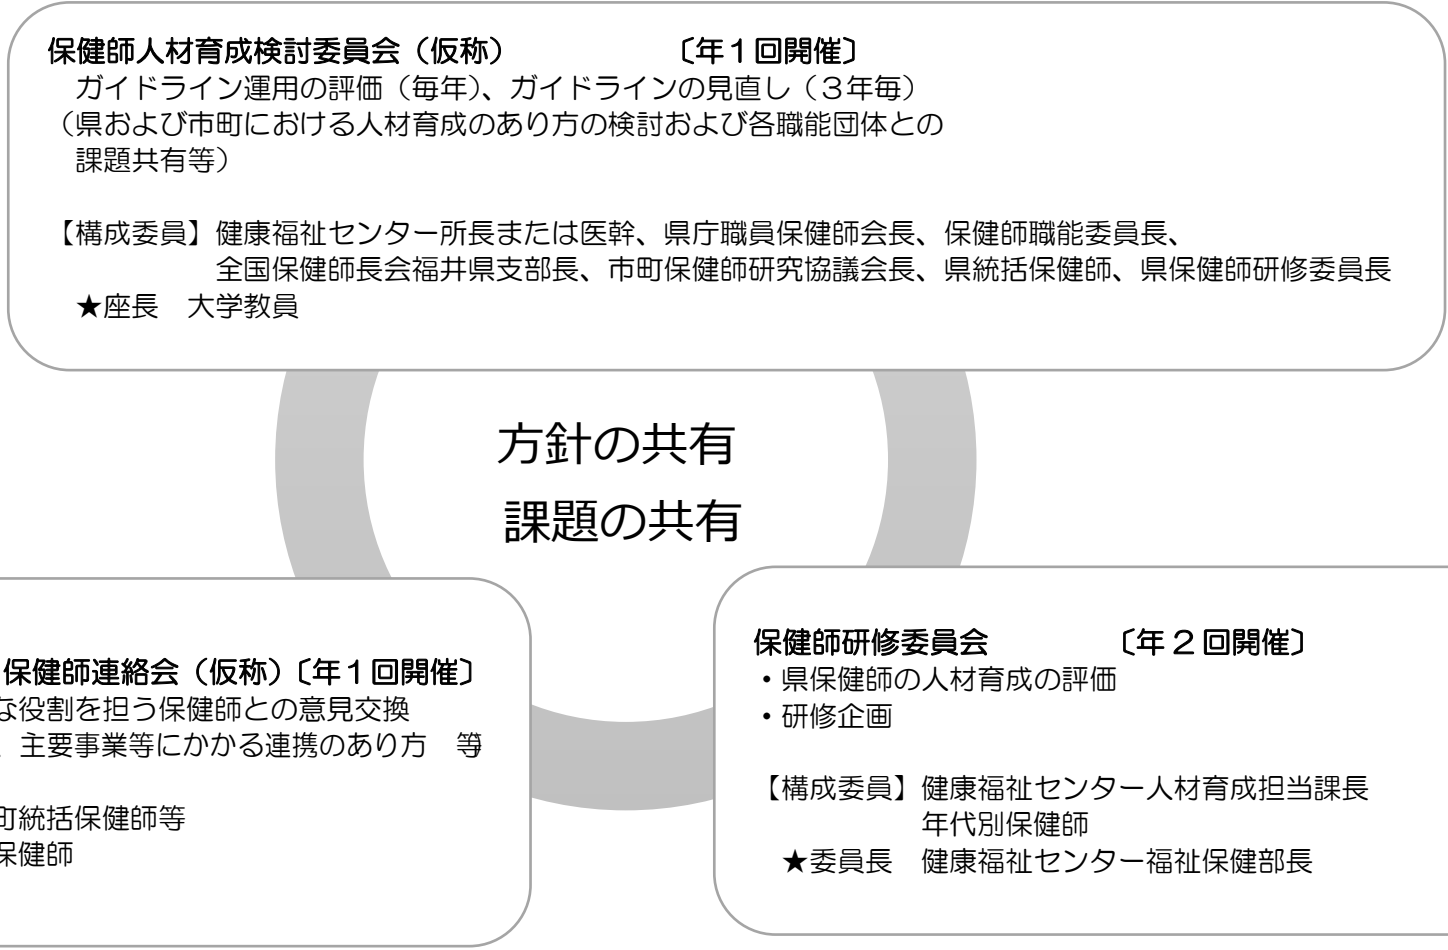 保健師人材育成検討委員会（仮称）　〔年１回開催〕
ガイドライン運用の評価（毎年）、ガイドラインの見直し（３年毎）
（県および市町における人材育成のあり方の検討および各職能団体との
課題共有等）
【構成委員】健康福祉センター所長または医幹、県庁職員保健師会長、保健師職能委員長、
全国保健師長会福井県支部長、市町保健師研究協議会長、県統括保健師、県保健師研修委員長
★座長　大学教員
方針の共有
課題の共有
保健師連絡会（仮称）〔年１回開催〕
な役割を担う保健師との意見交換
、主要事業等にかかる連携のあり方　等
町統括保健師等
保健師
保健師研修委員会　〔年２回開催〕
・県保健師の人材育成の評価
・研修企画
【構成委員】健康福祉センター人材育成担当課長
年代別保健師
★委員長　健康福祉センター福祉保健部長